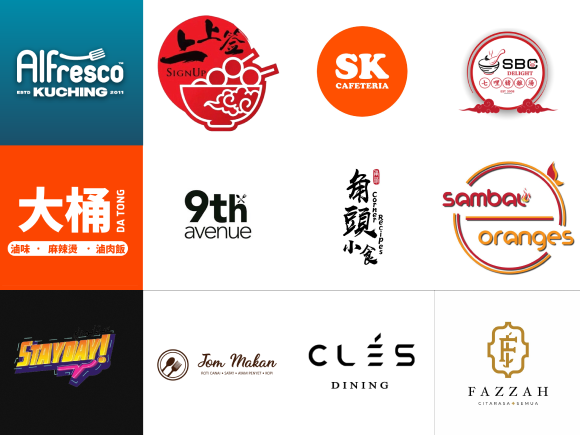 Alfresco™
ESTD KUCHING 2011
上上签
SIGNUP
SK
CAFETERIA
SBC
DELIGHT
大桶
DA TONG
滷味 · 麻辣燙 · 滷肉飯
9th
avenue
角頭小食
Corner Recipes
sambal
oranges
STAYDAY!
Jom Makan
ROTI CANAI • SATAY • AYAM PENYET • KOPI
CLÉS
DINING
FAZZAH
CITARASA SEMUA